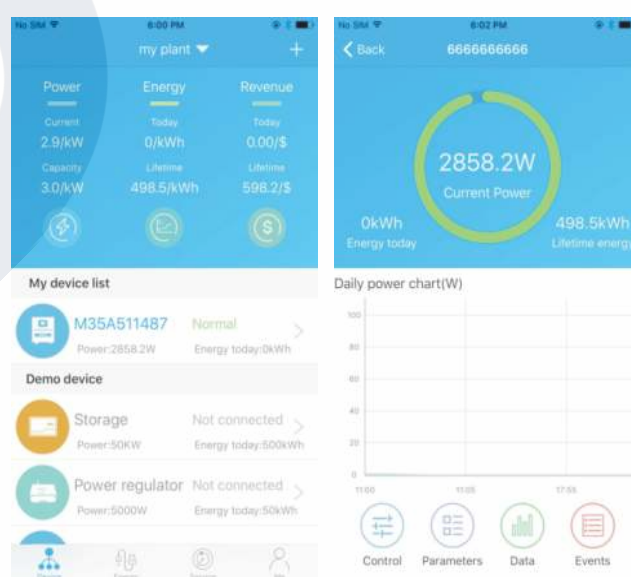 No SIM 6:00 PM
my plant
Power Energy Revenue
Current Today Today
2.9/kW 0/kWh 0.00/$
Capacity Lifetime Lifetime
3.0/kW 498.5/kWh 598.2/$
$
My device list
M35A511487 Normal
Power:2858.2W Energy today:0kWh
Demo device
Storage Not connected
Power:50KW Energy today:500kWh
Power regulator Not connected
Power:5000W Energy today:50kWh
No SIM 6:02 PM
Back 6666666666
2858.2W
Current Power
0kWh 498.5kWh
Energy today Lifetime energy
Daily power chart(W)
100
80
60
40
20
0
11:05 17:55
Control Parameters Data Events